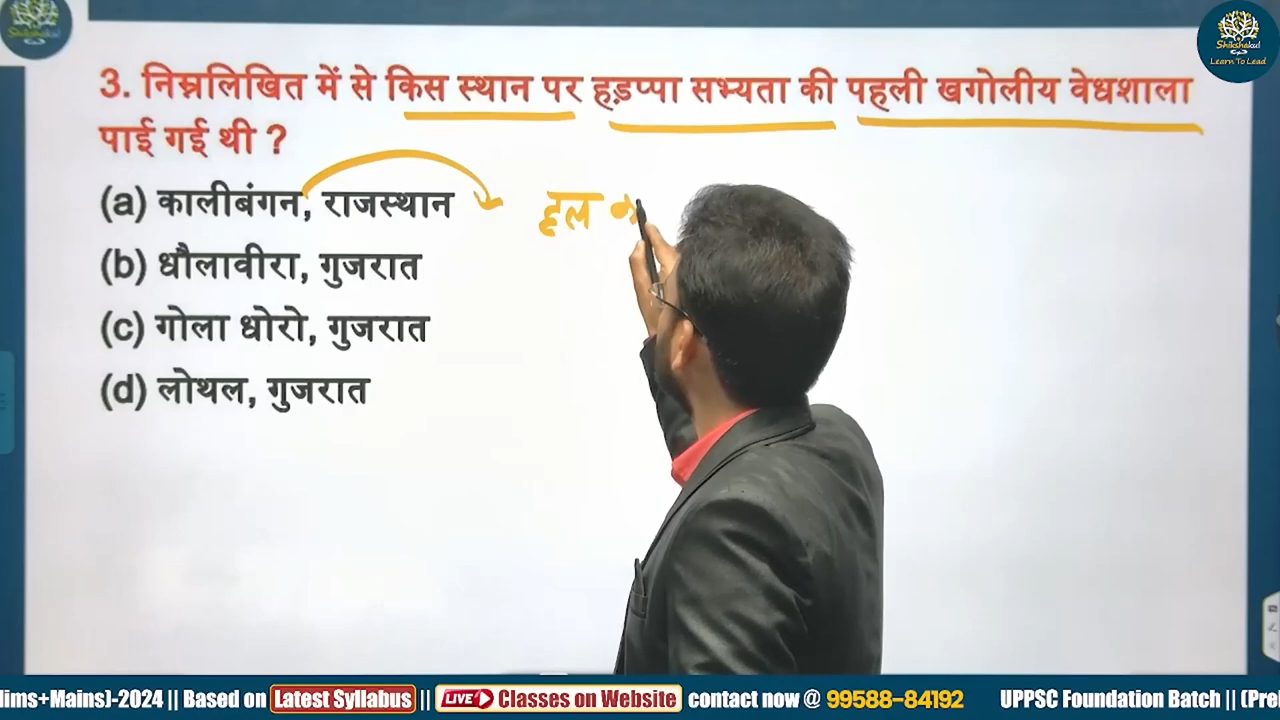 Shikshakul
Shikshakul
Learn To Lead
3. निम्नलिखित में से किस स्थान पर हड़प्पा सभ्यता की पहली खगोलीय वेधशाला
पाई गई थी ?
(a) कालीबंगन, राजस्थान
हल
(b) धौलावीरा, गुजरात
(c) गोला धोरो, गुजरात
(d) लोथल, गुजरात
lims+Mains)-2024 || Based on Latest Syllabus || LIVE Classes on Website contact now @ 99588-84192 UPPSC Foundation Batch || (Pre